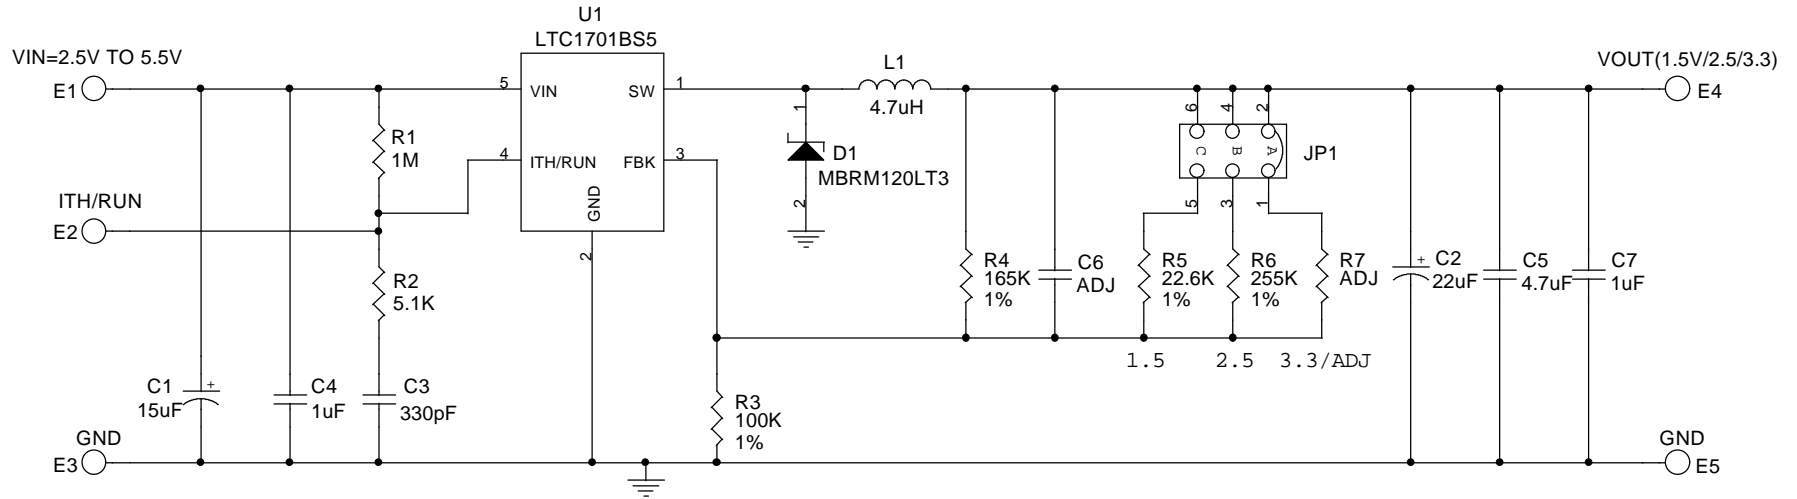 U1
LTC1701BS5
VIN=2.5V TO 5.5V
E1
5
VIN
SW
1
L1
4.7uH
VOUT(1.5V/2.5/3.3)
E4
R1
1M
4
ITH/RUN
FBK
3
GND
2
1
D1
MBRM120LT3
2
6
4
2
C
B
A
JP1
5
3
1
ITH/RUN
E2
R2
5.1K
R4
165K
1%
C6
ADJ
R5
22.6K
1%
R6
255K
1%
R7
ADJ
+
C2
22uF
C5
4.7uF
C7
1uF
1.5
2.5
3.3/ADJ
C1
+
15uF
C4
1uF
C3
330pF
R3
100K
1%
GND
E3
GND
E5